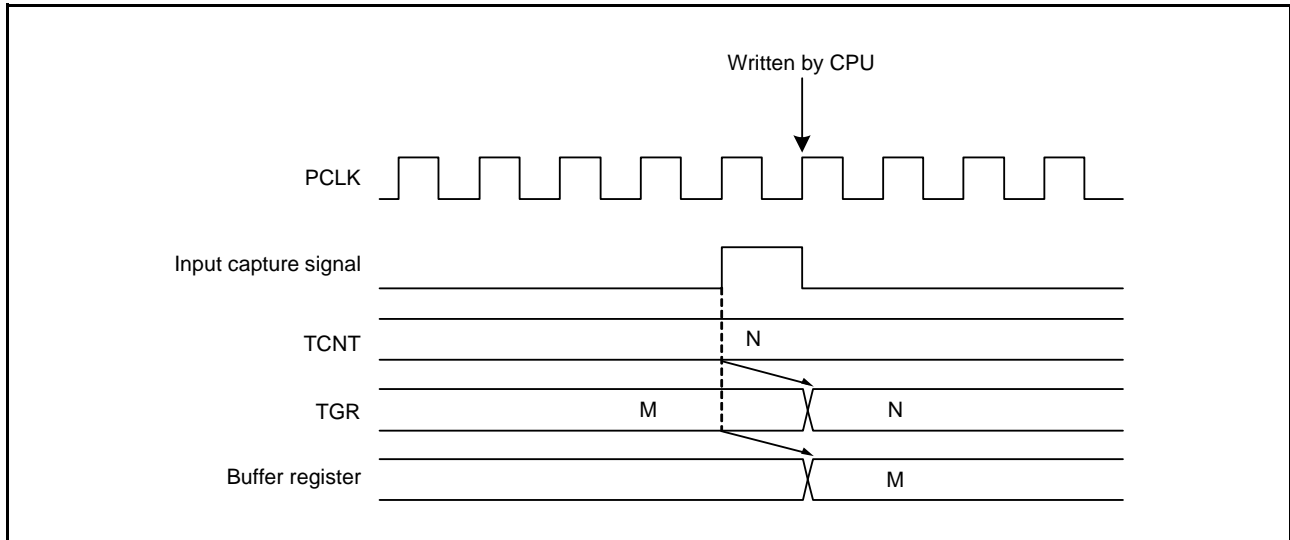 Written by CPU
PCLK
Input capture signal
TCNT
N
TGR
M
N
Buffer register
M